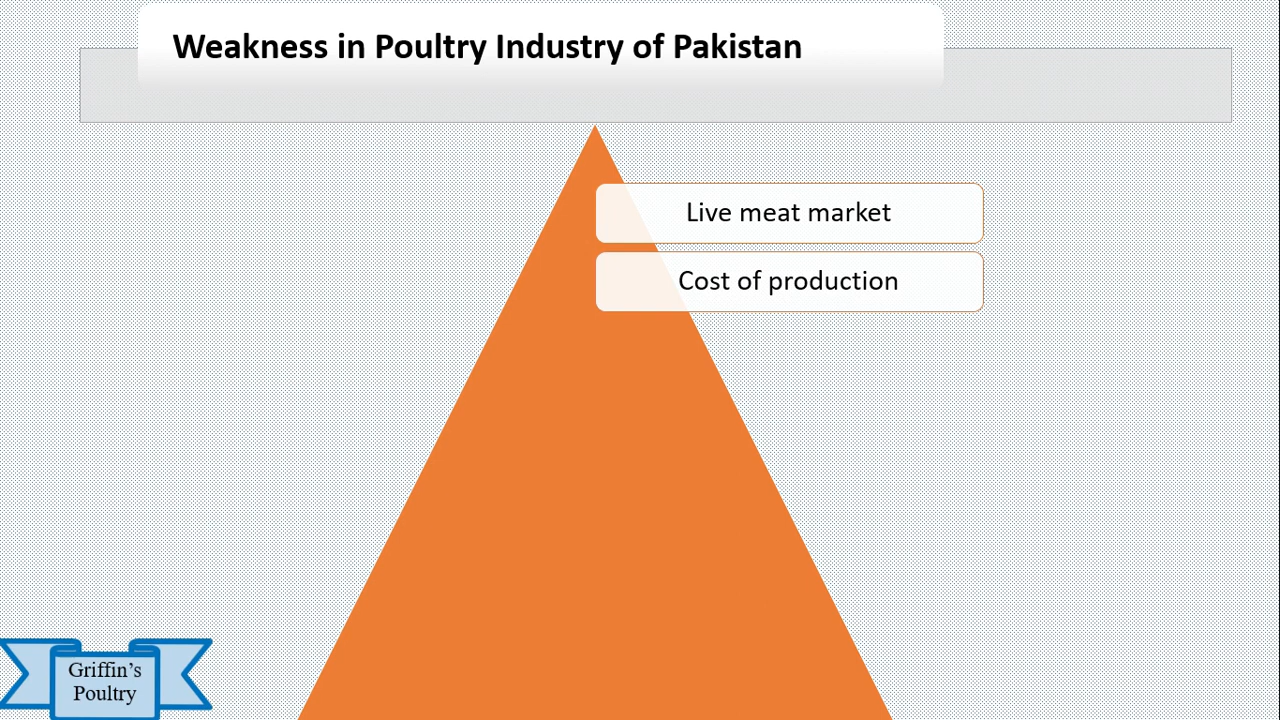 Weakness in Poultry Industry of Pakistan
Live meat market
Cost of production
Griffin's
Poultry